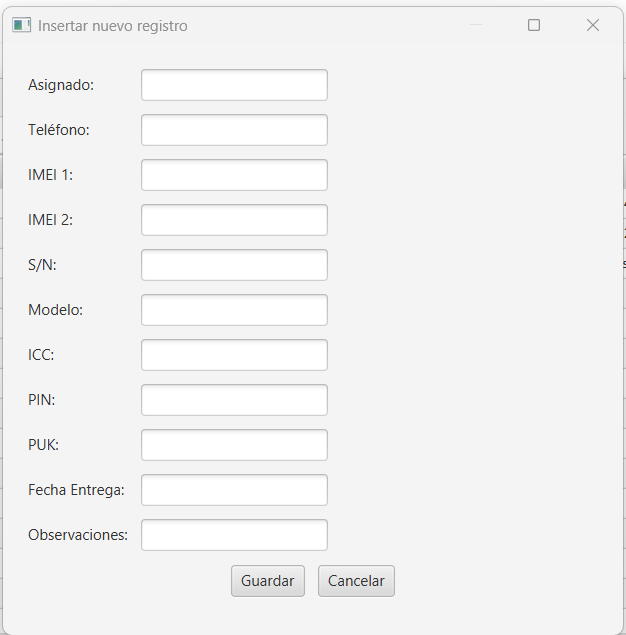 Insertar nuevo registro
Asignado:
Teléfono:
IMEI 1:
IMEI 2:
S/N:
Modelo:
ICC:
PIN:
PUK:
Fecha Entrega:
Observaciones:
Guardar Cancelar